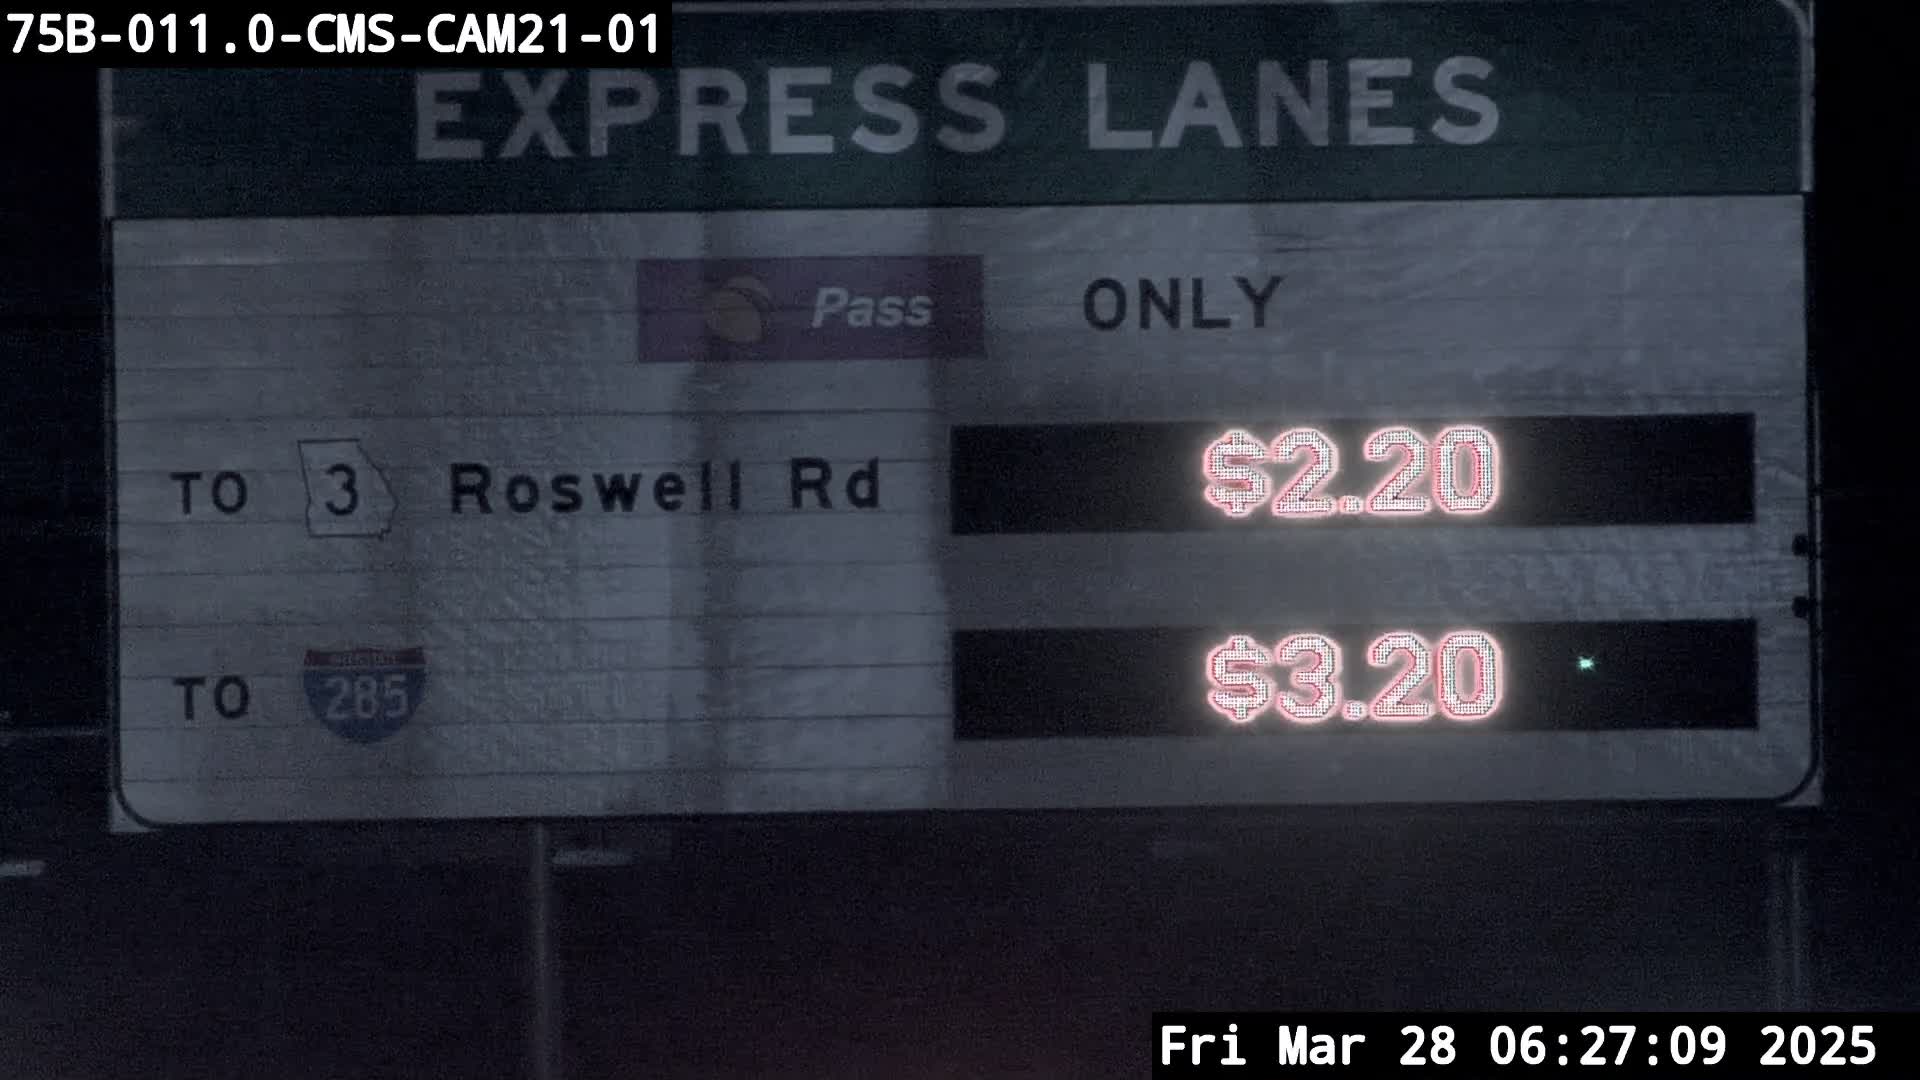 75B-011.0-CMS-CAM21-01
EXPRESS LANES
Pass ONLY
TO 3 Roswell Rd $2.20
TO 285 $3.20
Fri Mar 28 06:27:09 2025